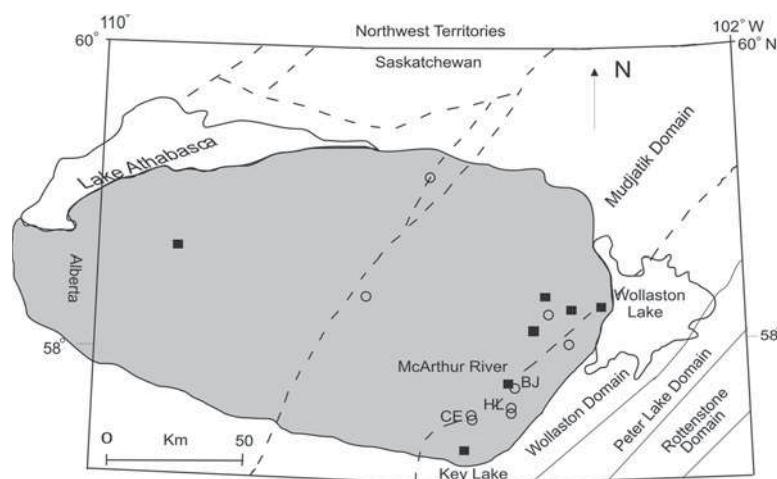 110°
102° W
60°
60° N
Northwest Territories
Saskatchewan
N
Lake Athabasca
Mudjatik Domain
Alberta
Wollaston
Lake
58°
58
McArthur River
BJ
HL
CE
Wollaston Domain
Peter Lake Domain
Rottenstone
Domain
O
Km
50
Key Lake